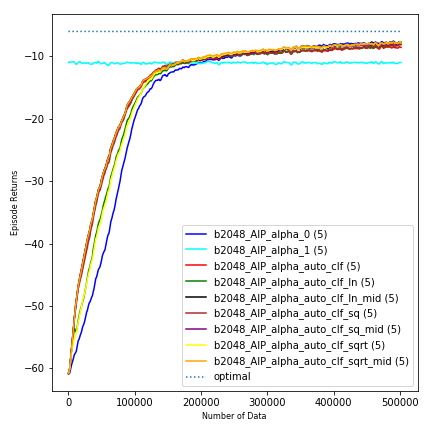 −10
−20
−30
−40
−50
−60
Episode Returns
b2048_AIP_alpha_0 (5)
b2048_AIP_alpha_1 (5)
b2048_AIP_alpha_auto_clf (5)
b2048_AIP_alpha_auto_clf_ln (5)
b2048_AIP_alpha_auto_clf_ln_mid (5)
b2048_AIP_alpha_auto_clf_sq (5)
b2048_AIP_alpha_auto_clf_sq_mid (5)
b2048_AIP_alpha_auto_clf_sqrt (5)
b2048_AIP_alpha_auto_clf_sqrt_mid (5)
optimal
0 100000 200000 300000 400000 500000
Number of Data